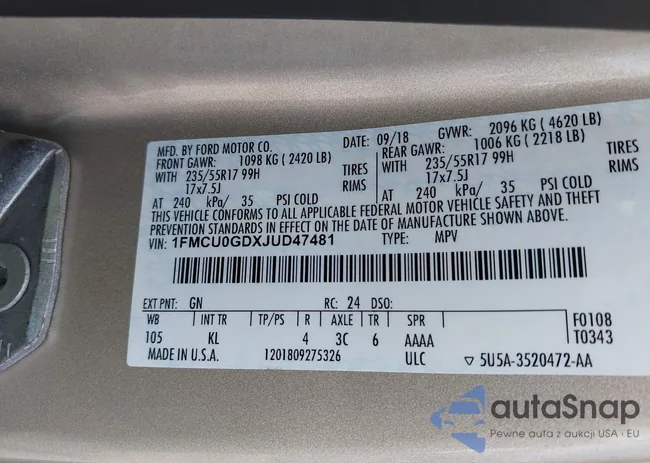 MFD. BY FORD MOTOR CO. DATE: 09/18 GVWR: 2096 KG ( 4620 LB)
FRONT GAWR: 1098 KG ( 2420 LB) REAR GAWR: 1006 KG ( 2218 LB)
WITH 235/55R17 99H TIRES WITH 235/55R17 99H TIRES
17x7.5J RIMS 17x7.5J RIMS
AT 240 kPa/ 35 PSI COLD AT 240 kPa/ 35 PSI COLD
THIS VEHICLE CONFORMS TO ALL APPLICABLE FEDERAL MOTOR VEHICLE SAFETY AND
THEFT PREVENTION STANDARDS IN EFFECT ON THE DATE OF MANUFACTURE SHOWN ABOVE.
VIN: 1FMCU0GDXJUD47481 TYPE: MPV
EXT PNT: GN RC: 24 DSO:
WB INT TR TP/PS R AXLE TR SPR F0108
105 KL 4 3C 6 AAAA T0343
MADE IN U.S.A. 1201809275326 ULC ▽ 5U5A-3520472-AA
autaSnap
Pewne auta z aukcji USA i EU